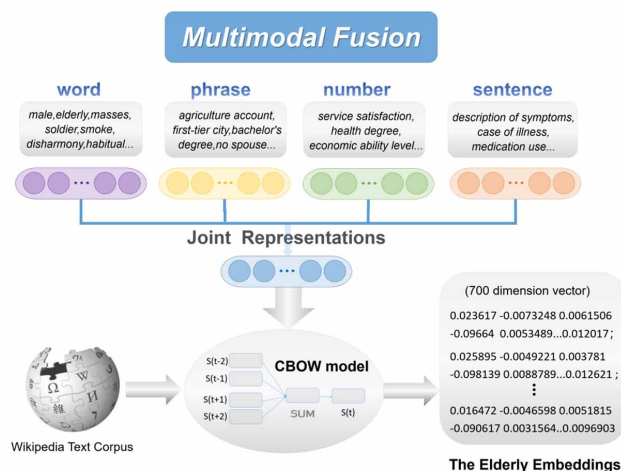 Multimodal Fusion
word
phrase
number
sentence
male,elderly,masses,
soldier,smoke,
disharmony,habitual...
agriculture account,
first-tier city,bachelor's
degree,no spouse...
service satisfaction,
health degree,
economic ability level...
description of symptoms,
case of illness,
medication use...
Joint Representations
(700 dimension vector)
0.023617 -0.0073248 0.0061506
-0.09664 0.0053489...0.012017;
0.025895 -0.0049221 0.003781
-0.098139 0.0088789...0.012621 ;
0.016472 -0.0046598 0.0051815
-0.090617 0.0031564...0.0096903
CBOW model
S(t-2)
S(t-1)
S(t+1)
S(t+2)
SUM
S(t)
Ω
W
И
維
Wikipedia Text Corpus
The Elderly Embeddings